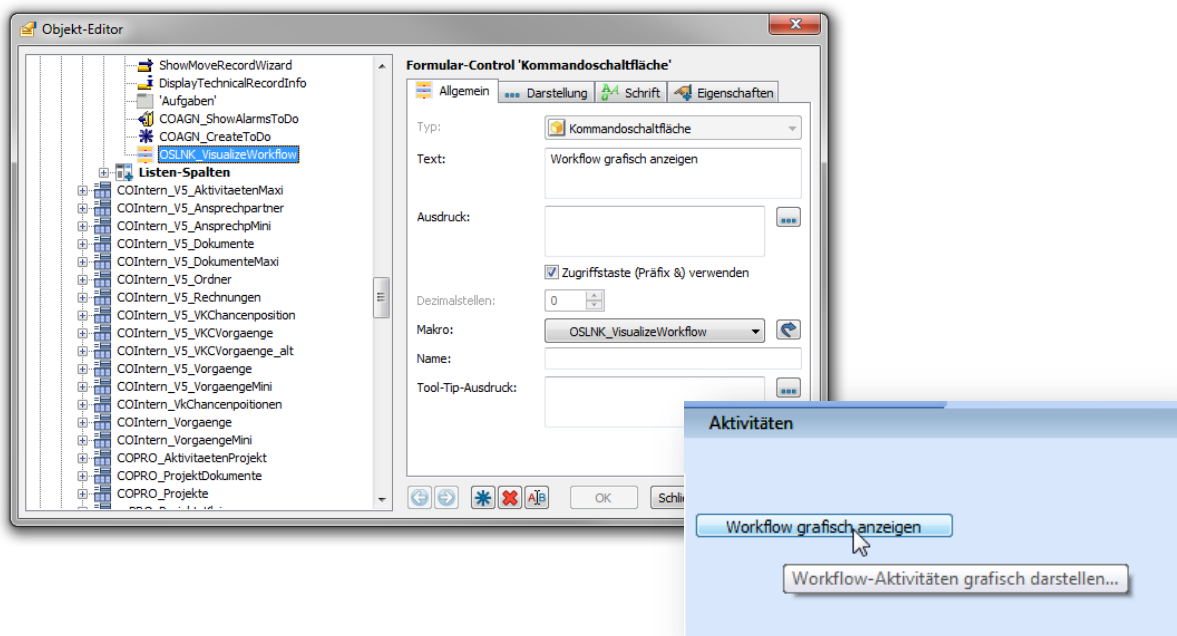 Objekt-Editor
ShowMoveRecordWizard
DisplayTechnicalRecordInfo
'Aufgaben'
COAGN_ShowAlarmsToDo
COAGN_CreateToDo
OSLNK_VisualizeWorkflow
Listen-Spalten
COIntern_V5_AktivitaetenMaxi
COIntern_V5_Ansprechpartner
COIntern_V5_AnsprechpMini
COIntern_V5_Dokumente
COIntern_V5_DokumenteMaxi
COIntern_V5_Ordner
COIntern_V5_Rechnungen
COIntern_V5_VKChancenposition
COIntern_V5_VKCVorgaenge
COIntern_V5_VKCVorgaenge_alt
COIntern_V5_Vorgaenge
COIntern_V5_VorgaengeMini
COIntern_VkChancenpoitionen
COIntern_Vorgaenge
COIntern_VorgaengeMini
COPRO_AktivitaetenProjekt
COPRO_ProjektDokumente
COPRO_Projekte
Formular-Control 'Kommandoschaltfläche'
Allgemein Darstellung Schrift Eigenschaften
Typ: Kommandoschaltfläche
Text: Workflow grafisch anzeigen
Ausdruck:
Zugriffstaste (Präfix &) verwenden
Dezimalstellen: 0
Makro: OSLNK_VisualizeWorkflow
Name:
Tool-Tip-Ausdruck:
OK
Aktivitäten
Workflow grafisch anzeigen
Workflow-Aktivitäten grafisch darstellen...